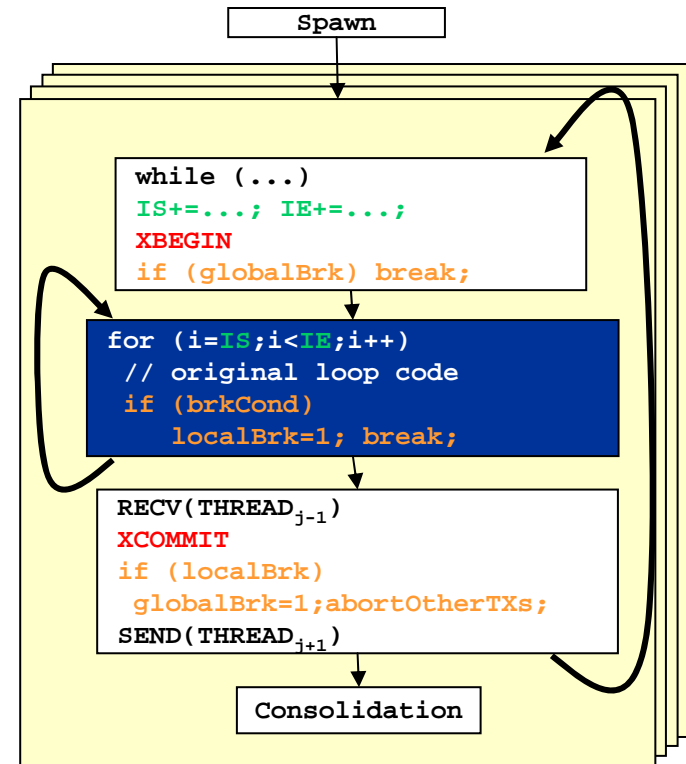 Spawn
while (...)
IS+=...; IE+=...;
XBEGIN
if (globalBrk) break;
for (i=IS;i<IE;i++)
// original loop code
if (brkCond)
localBrk=1; break;
RECV(THREADj-1)
XCOMMIT
if (localBrk)
globalBrk=1;abortOtherTXs;
SEND(THREADj+1)
Consolidation